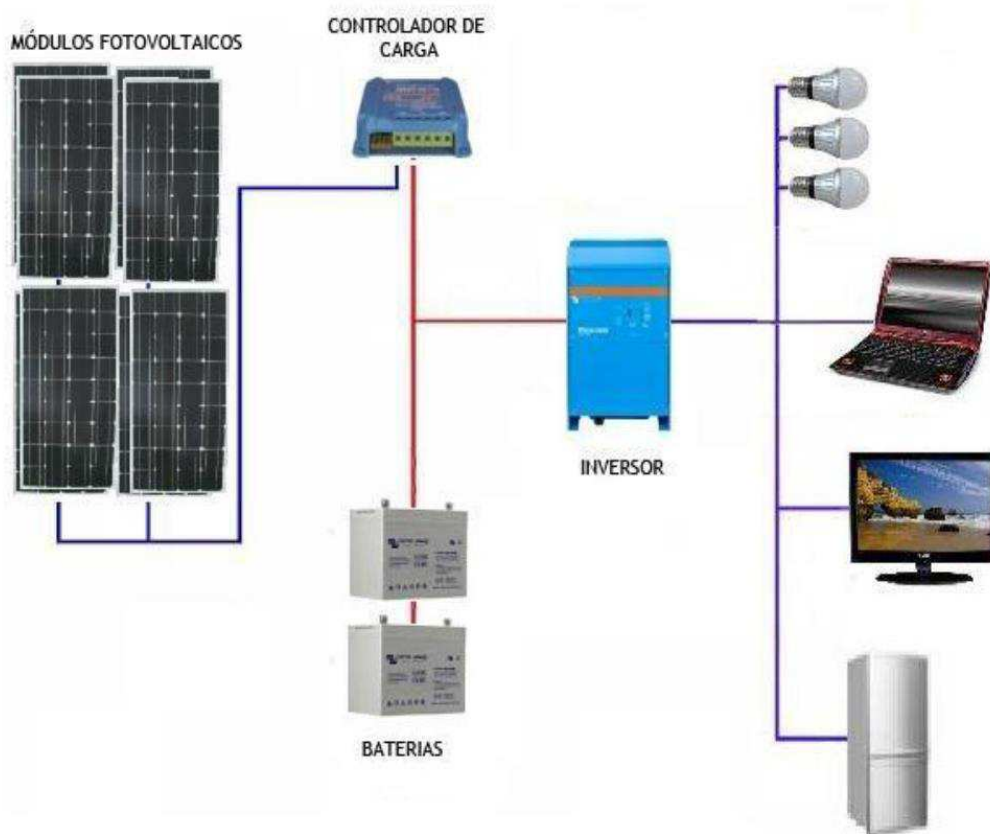 MÓDULOS FOTOVOLTAICOS
CONTROLADOR DE
CARGA
INVERSOR
BATERIAS